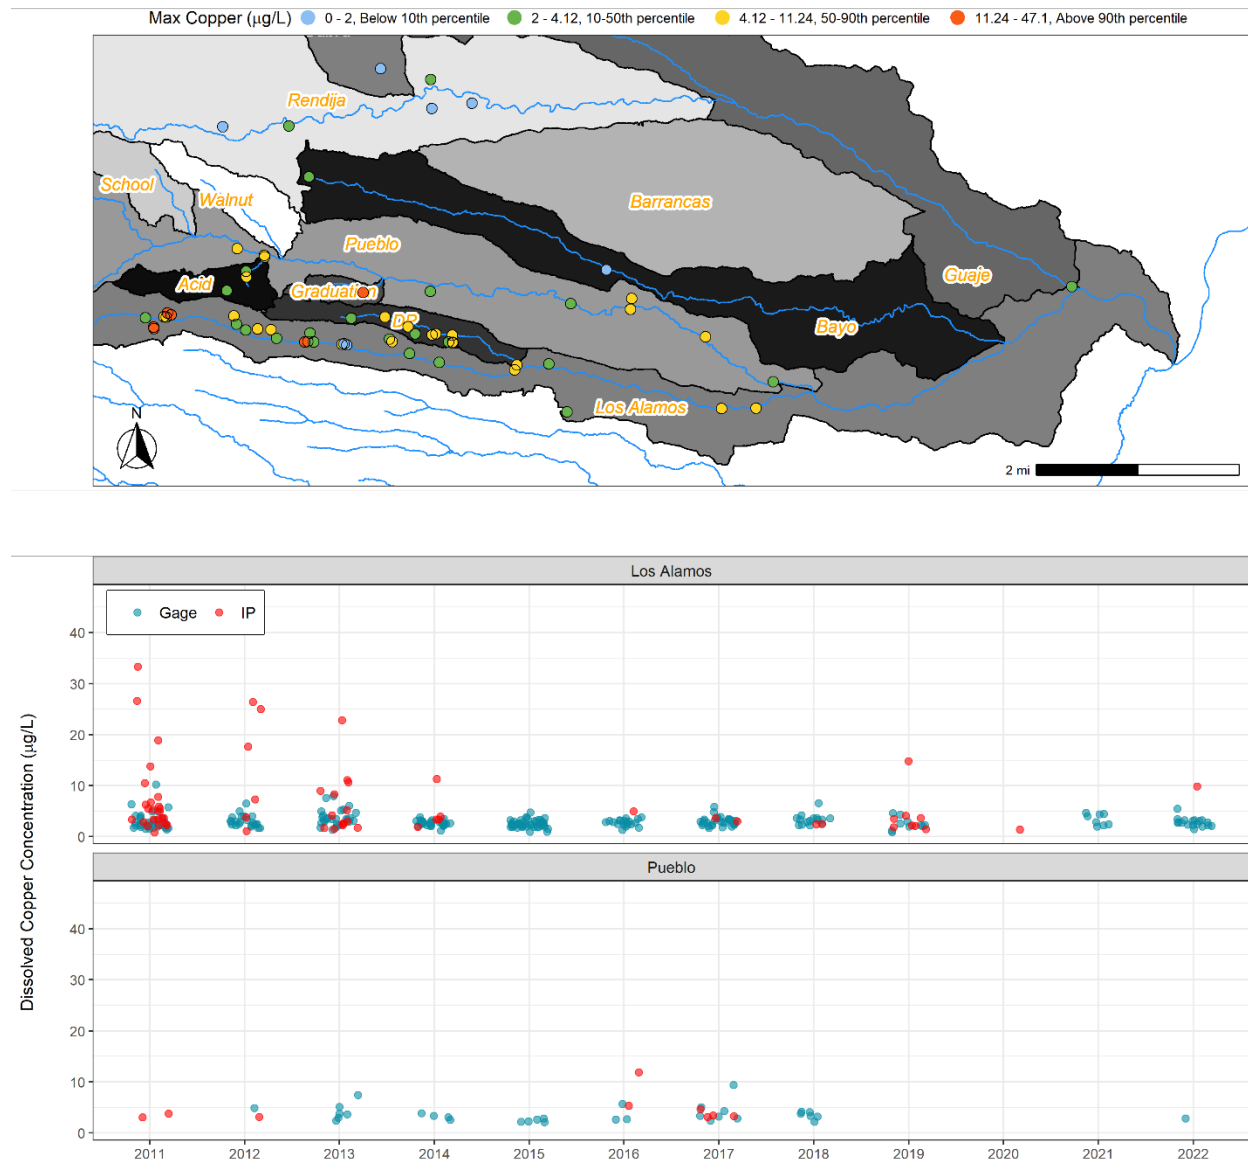 Max Copper (µg/L) 0 - 2, Below 10th percentile 2 - 4.12, 10-50th percentile 4.12 - 11.24, 50-90th percentile 11.24 - 47.1, Above 90th percentile
Rendija
School
Walnut
Barrancas
Pueblo
Guaje
Acid
Graduation
DP
Bayo
Los Alamos
N
2 mi
Los Alamos
Gage IP
40
30
20
10
0
Pueblo
40
30
20
10
0
Dissolved Copper Concentration (µg/L)
2011 2012 2013 2014 2015 2016 2017 2018 2019 2020 2021 2022